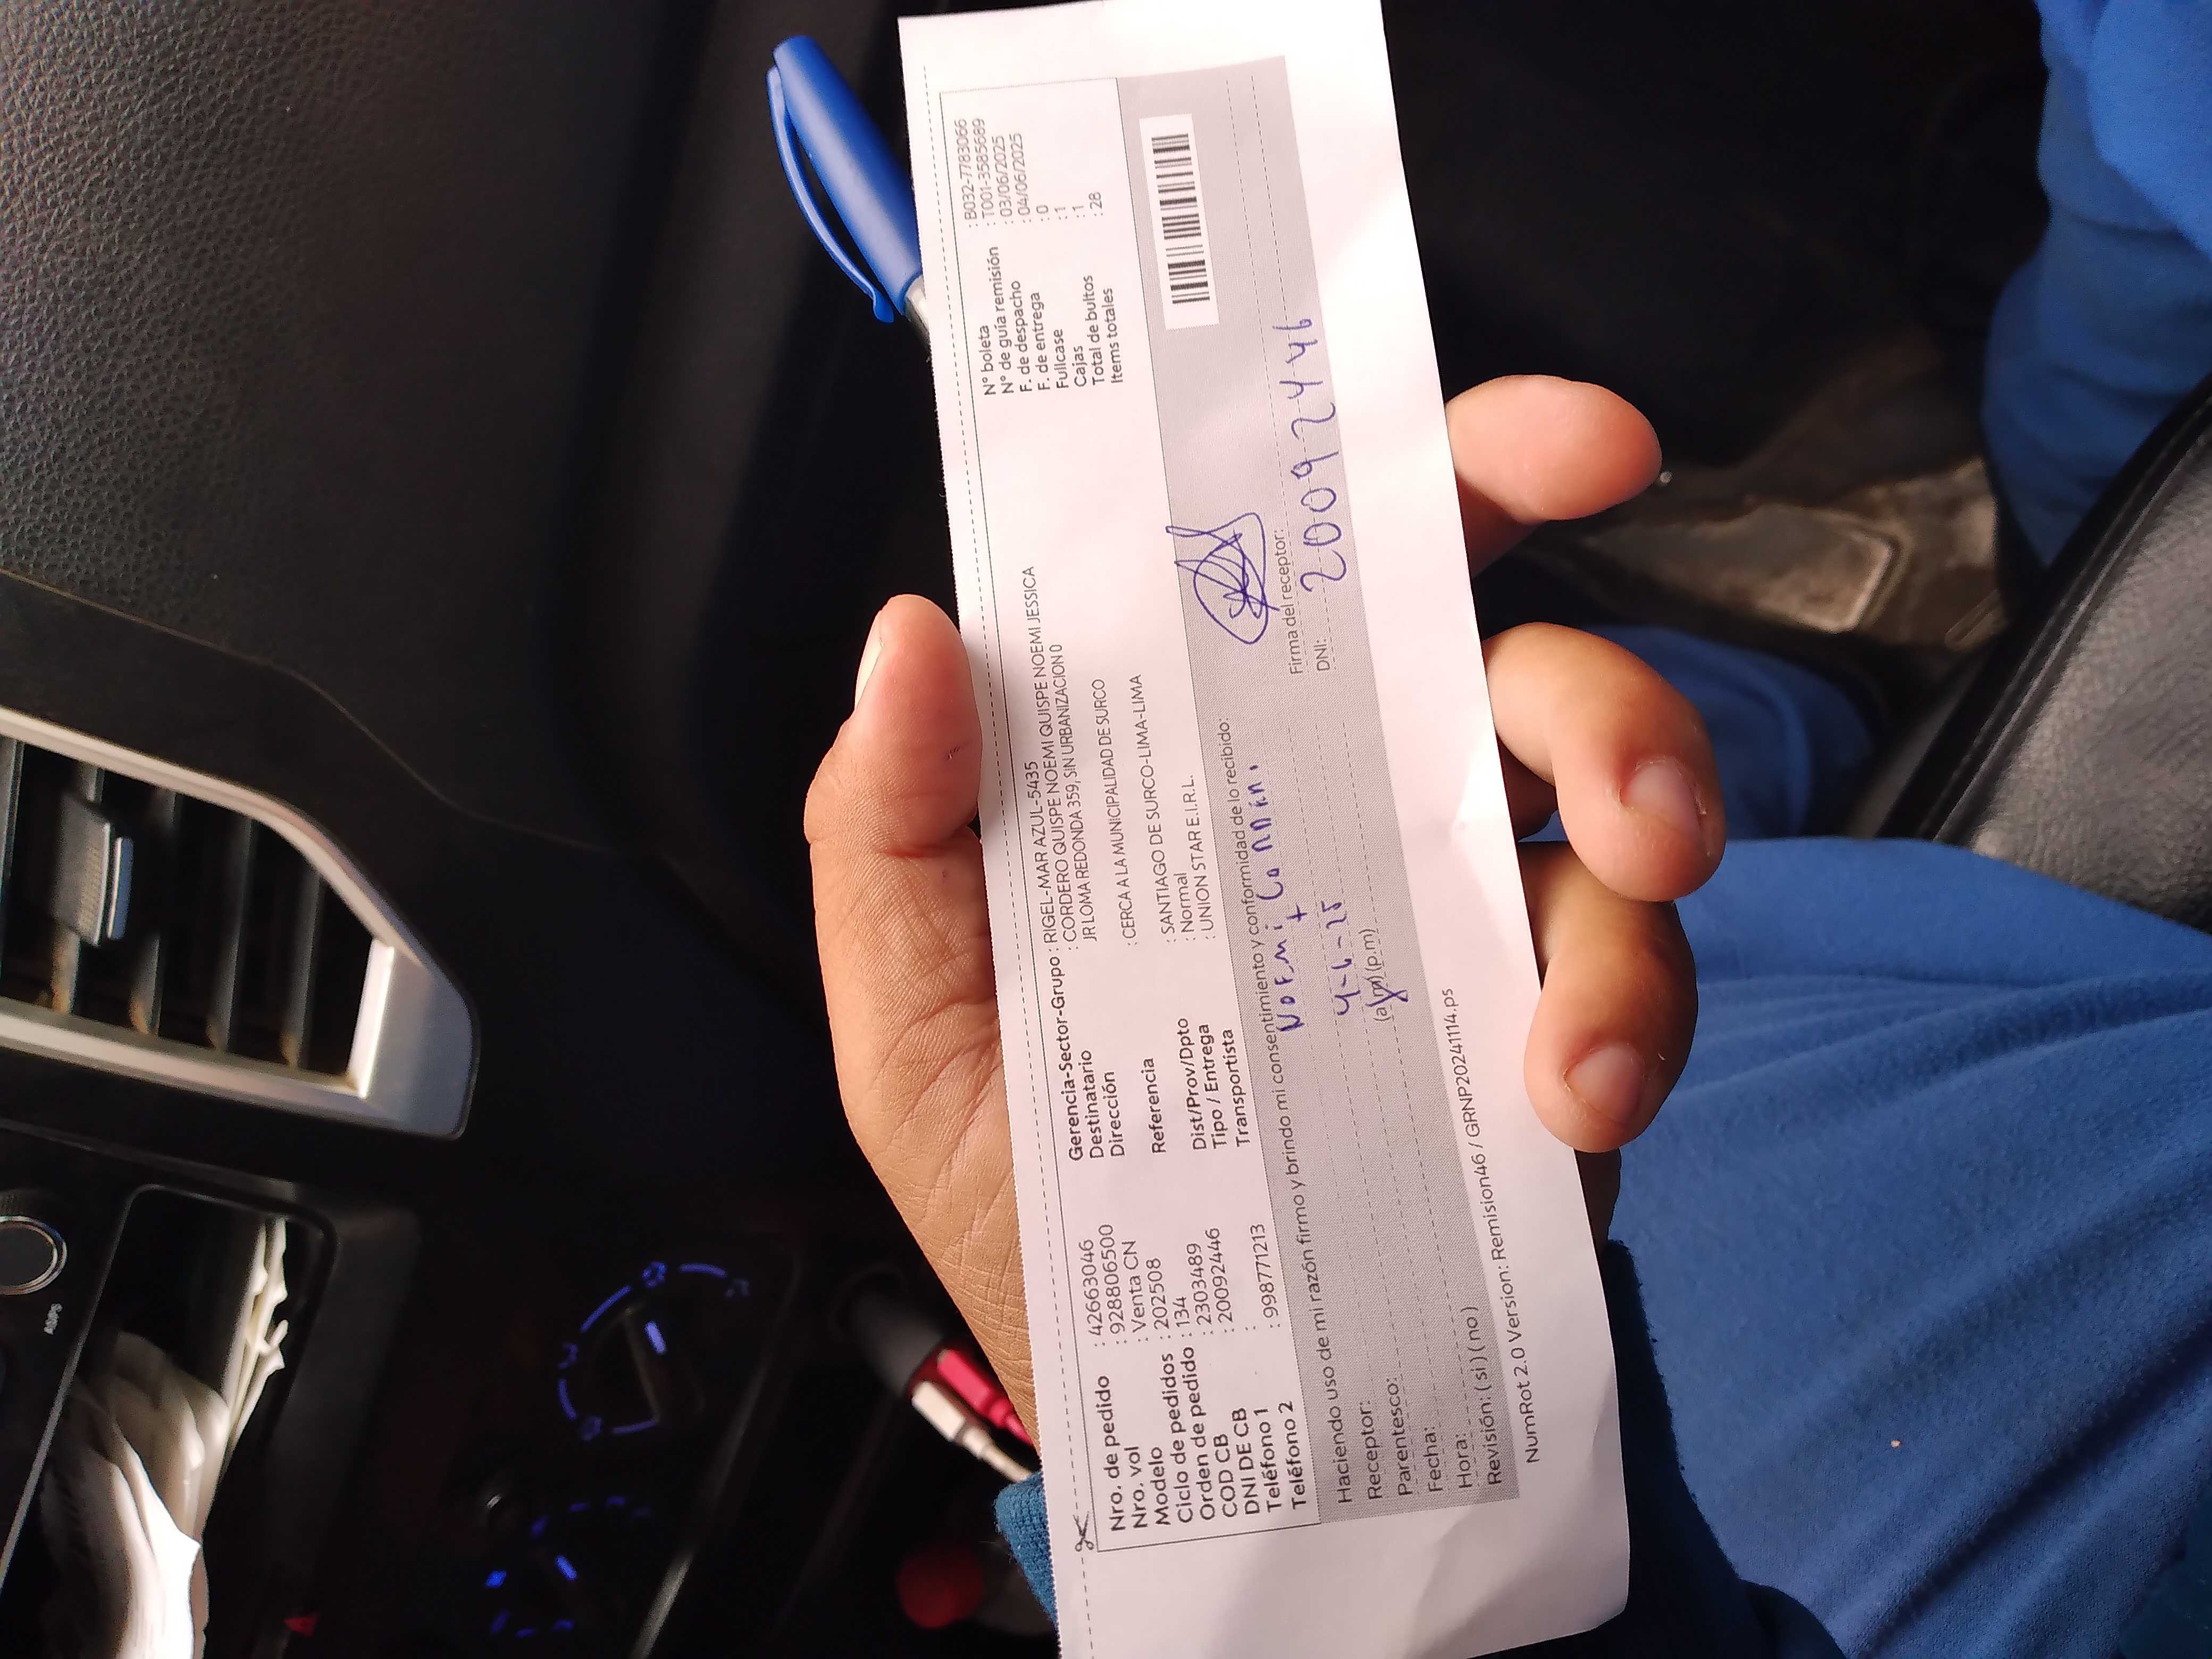 Nro. de pedido : 42663046
Nro. vol : 928806500
Modelo : Venta CN
Ciclo de pedidos : 202508
Orden de pedido : 134
COD CB : 2303489
DNI DE CB : 20092446
Teléfono 1 :
Teléfono 2 : 998771213
Gerencia-Sector-Grupo : RIGEL-MAR AZUL-5435
Destinatario : CORDERO QUISPE NOEMI QUISPE NOEMI JESSICA
Dirección : JR LOMA REDONDA 359, SIN URBANIZACION 0
Referencia : CERCA A LA MUNICIPALIDAD DE SURCO
Dist/Prov/Dpto : SANTIAGO DE SURCO-LIMA-LIMA
Tipo / Entrega : Normal
Transportista : UNION STAR E.I.R.L.
N° boleta : B032-7783066
N° de guía remisión : T001-3585689
F. de despacho : 03/06/2025
F. de entrega : 04/06/2025
Fullcase : 0
Cajas : 1
Total de bultos : 1
Items totales : 28
Haciendo uso de mi razón firmo y brindo mi consentimiento y conformidad de lo recibido:
Receptor: Noemi
Parentesco:
Fecha: 4-6-25
Hora: (a.m) (p.m)
Revisión: ( si ) ( no )
Firma del receptor:
DNI: 20092446
NumRot 2.0 Version: Remision46 / GRNP20241114.ps